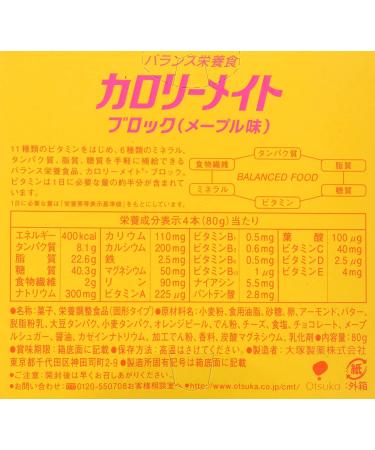 バランス栄養食
カロリーメイト
ブロック(メープル味)
11種類のビタミンをはじめ、6種類のミネラル、
タンパク質、脂質、糖質を手軽に補給できる
バランス栄養食品、カロリーメイト®・ブロック。
ビタミンは1日に必要な量の約半分が含まれて
います。
1日に必要な量は「栄養素等表示基準値」をもとにしています。
タンパク質
食物繊維 脂質
BALANCED FOOD
ミネラル 糖質
ビタミン
栄養成分表示4本(80g)当たり
エネルギー 400kcal カリウム 110mg ビタミンB₁ 0.5mg 葉酸 100μg
タンパク質 8.1g カルシウム 200mg ビタミンB₂ 0.6mg ビタミンC 40mg
脂質 22.6g 鉄 2.5mg ビタミンB₆ 0.5mg ビタミンD 2.5μg
糖質 40.3g マグネシウム 50mg ビタミンB₁₂ 1μg ビタミンE 4mg
食物繊維 2g リン 90mg ナイアシン 5.5mg
ナトリウム 300mg ビタミンA 225μg パントテン酸 2.8mg
●名称:菓子、栄養調整食品(固形タイプ)●原材料名:小麦粉、食用油脂、砂糖、卵、アーモンド、バター、
脱脂粉乳、大豆タンパク、小麦タンパク、オレンジピール、でん粉、チーズ、食塩、チョコレート、メープ
ルシュガー、醤油、カゼインナトリウム、加工でん粉、香料、炭酸マグネシウム、乳化剤 ●内容量:80g
●賞味期限:箱底面に記載 ●保存方法:高温はさけてください。 ●製造者:大塚製薬株式会社
東京都千代田区神田司町2-9 ●製造所固有記号は箱底面の賞味期限下に記載
●ご注意 開封後は早くお召しあがりください。
●お問い合わせ: 0120-550708お客様相談室へ ●http://www.otsuka.co.jp/cmt/
Otsuka
紙
外箱